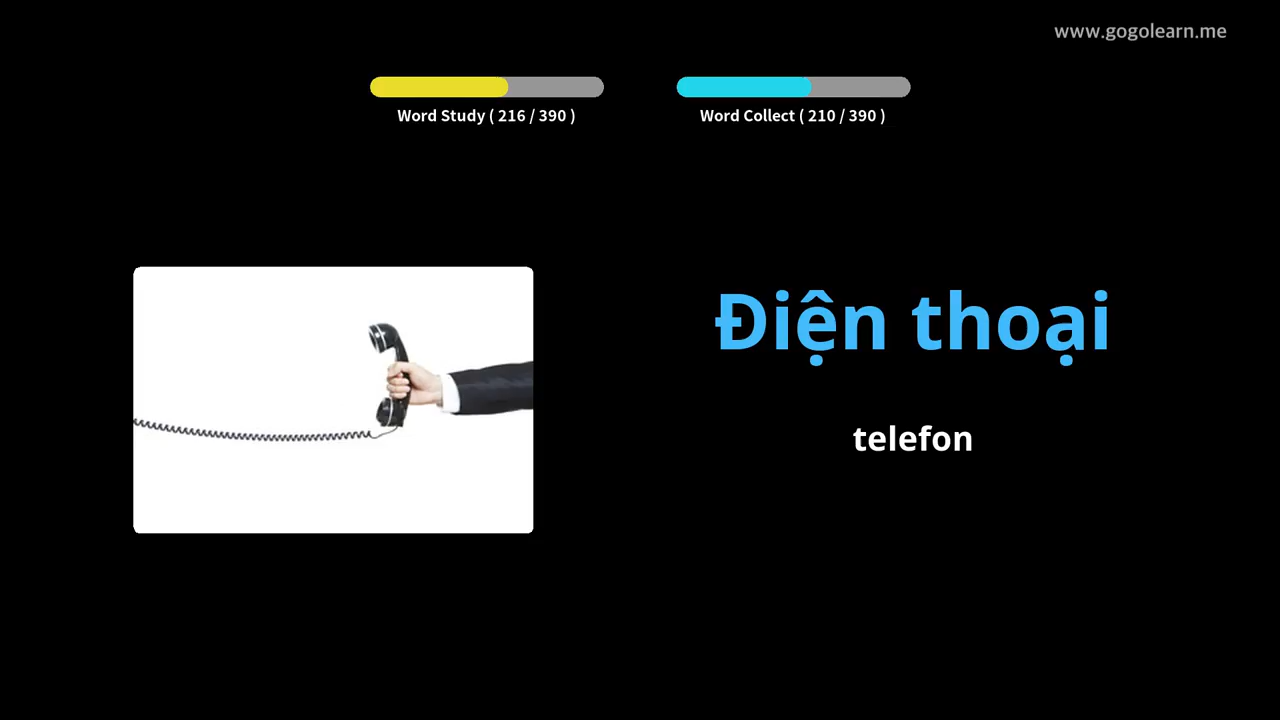 www.gogolearn.me
Word Study ( 216 / 390 )
Word Collect ( 210 / 390 )
Điện thoại
telefon